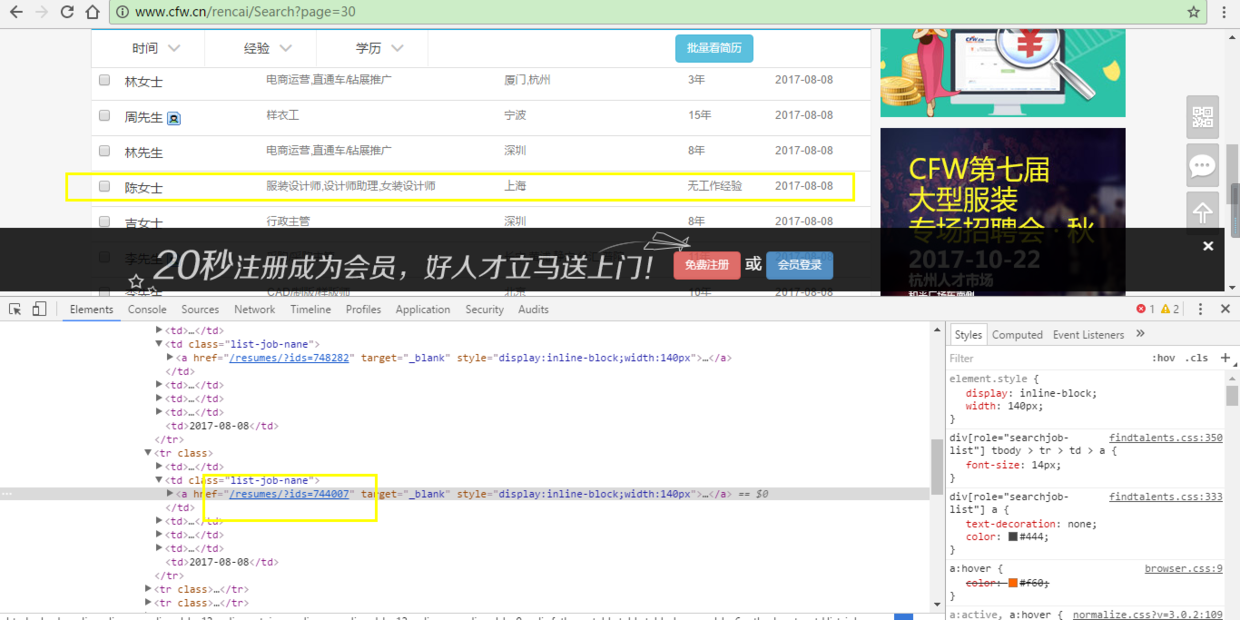 www.cfw.cn/rencai/Search?page=30
时间 经验 学历 批量看简历
林女士 电商运营,直通车/钻展推广 厦门,杭州 3年 2017-08-08
周先生 样衣工 宁波 15年 2017-08-08
林先生 电商运营,直通车/钻展推广 深圳 8年 2017-08-08
陈女士 服装设计师,设计师助理,女装设计师 上海 无工作经验 2017-08-08
吉女士 行政主管 深圳 8年 2017-08-08
CFW第七届
大型服装
专场招聘会·秋
2017-10-22
杭州人才市场
20秒注册成为会员，好人才立马送上门！ 免费注册 或 会员登录
Elements Console Sources Network Timeline Profiles Application Security Audits 1 2
<td>…</td>
<td class="list-job-nane">
<a href="/resumes/?ids=748282" target="_blank" style="display:inline-block;width:140px">…</a>
</td>
<td>…</td>
<td>…</td>
<td>…</td>
<td>2017-08-08</td>
</tr>
<tr class>
<td>…</td>
<td class="list-job-nane">
<a href="/resumes/?ids=744007" target="_blank" style="display:inline-block;width:140px">…</a> == $0
</td>
<td>…</td>
<td>…</td>
<td>…</td>
<td>2017-08-08</td>
</tr>
<tr class>…</tr>
<tr class>…</tr>
Styles Computed Event Listeners
Filter :hov .cls
element.style {
display: inline-block;
width: 140px;
}
div[role="searchjob- findtalents.css:350
list"] tbody > tr > td > a {
font-size: 14px;
}
div[role="searchjob- findtalents.css:333
list"] a {
text-decoration: none;
color: #444;
}
a:hover { browser.css:9
color: #f60;
}
a:active, a:hover { normalize.css?v=3.0.2:109